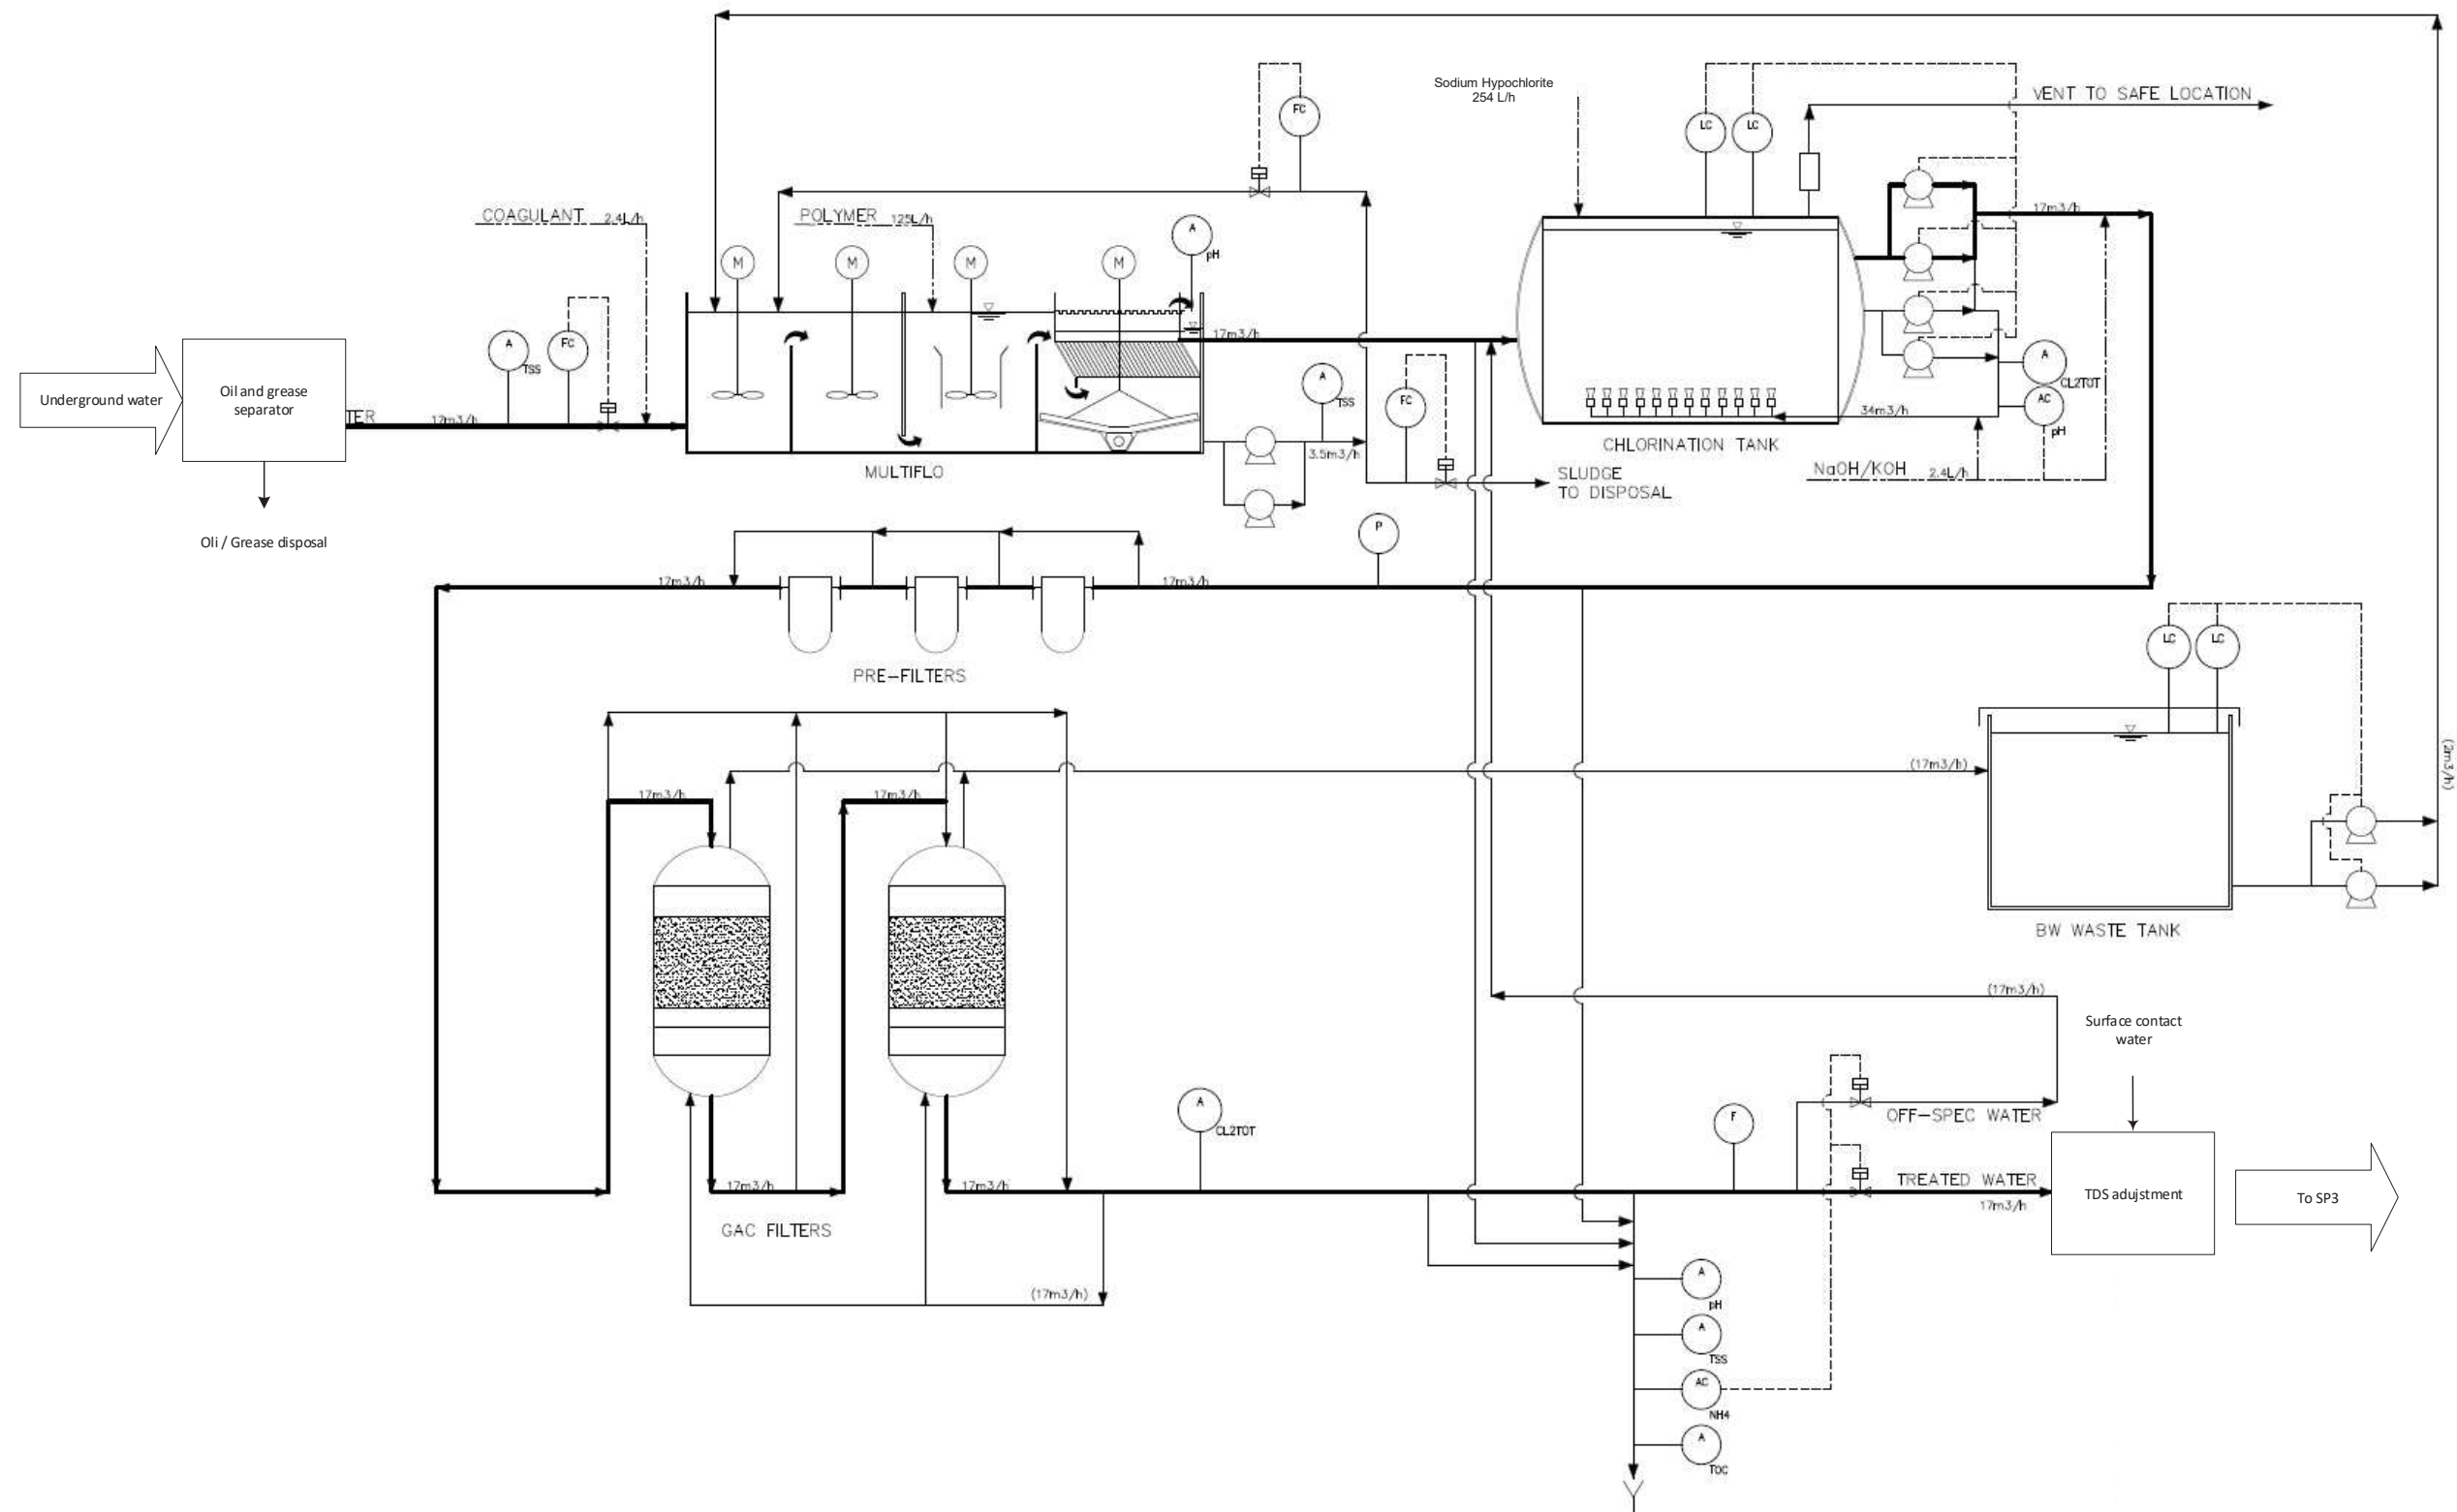 Sodium Hypochlorite
254 L/h
VENT TO SAFE LOCATION
FC
LC
LC
COAGULANT 2.4L/h
POLYMER 125L/h
17m3/h
A
pH
M
M
M
M
17m3/h
A
TSS
FC
Underground water
Oil and grease
separator
TER
17m3/h
A
TSS
FC
A
CL2TOT
AC
pH
34m3/h
3.5m3/h
MULTIFLO
CHLORINATION TANK
NaOH/KOH 2.4L/h
SLUDGE
TO DISPOSAL
Oli / Grease disposal
P
17m3/h
17m3/h
PRE-FILTERS
LC
LC
(2m3/h)
(17m3/h)
17m3/h
17m3/h
BW WASTE TANK
(17m3/h)
Surface contact
water
A
CL2TOT
F
OFF-SPEC WATER
17m3/h
17m3/h
TREATED WATER
17m3/h
TDS adujstment
To SP3
GAC FILTERS
(17m3/h)
A
pH
A
TSS
AC
NH4
A
TOC